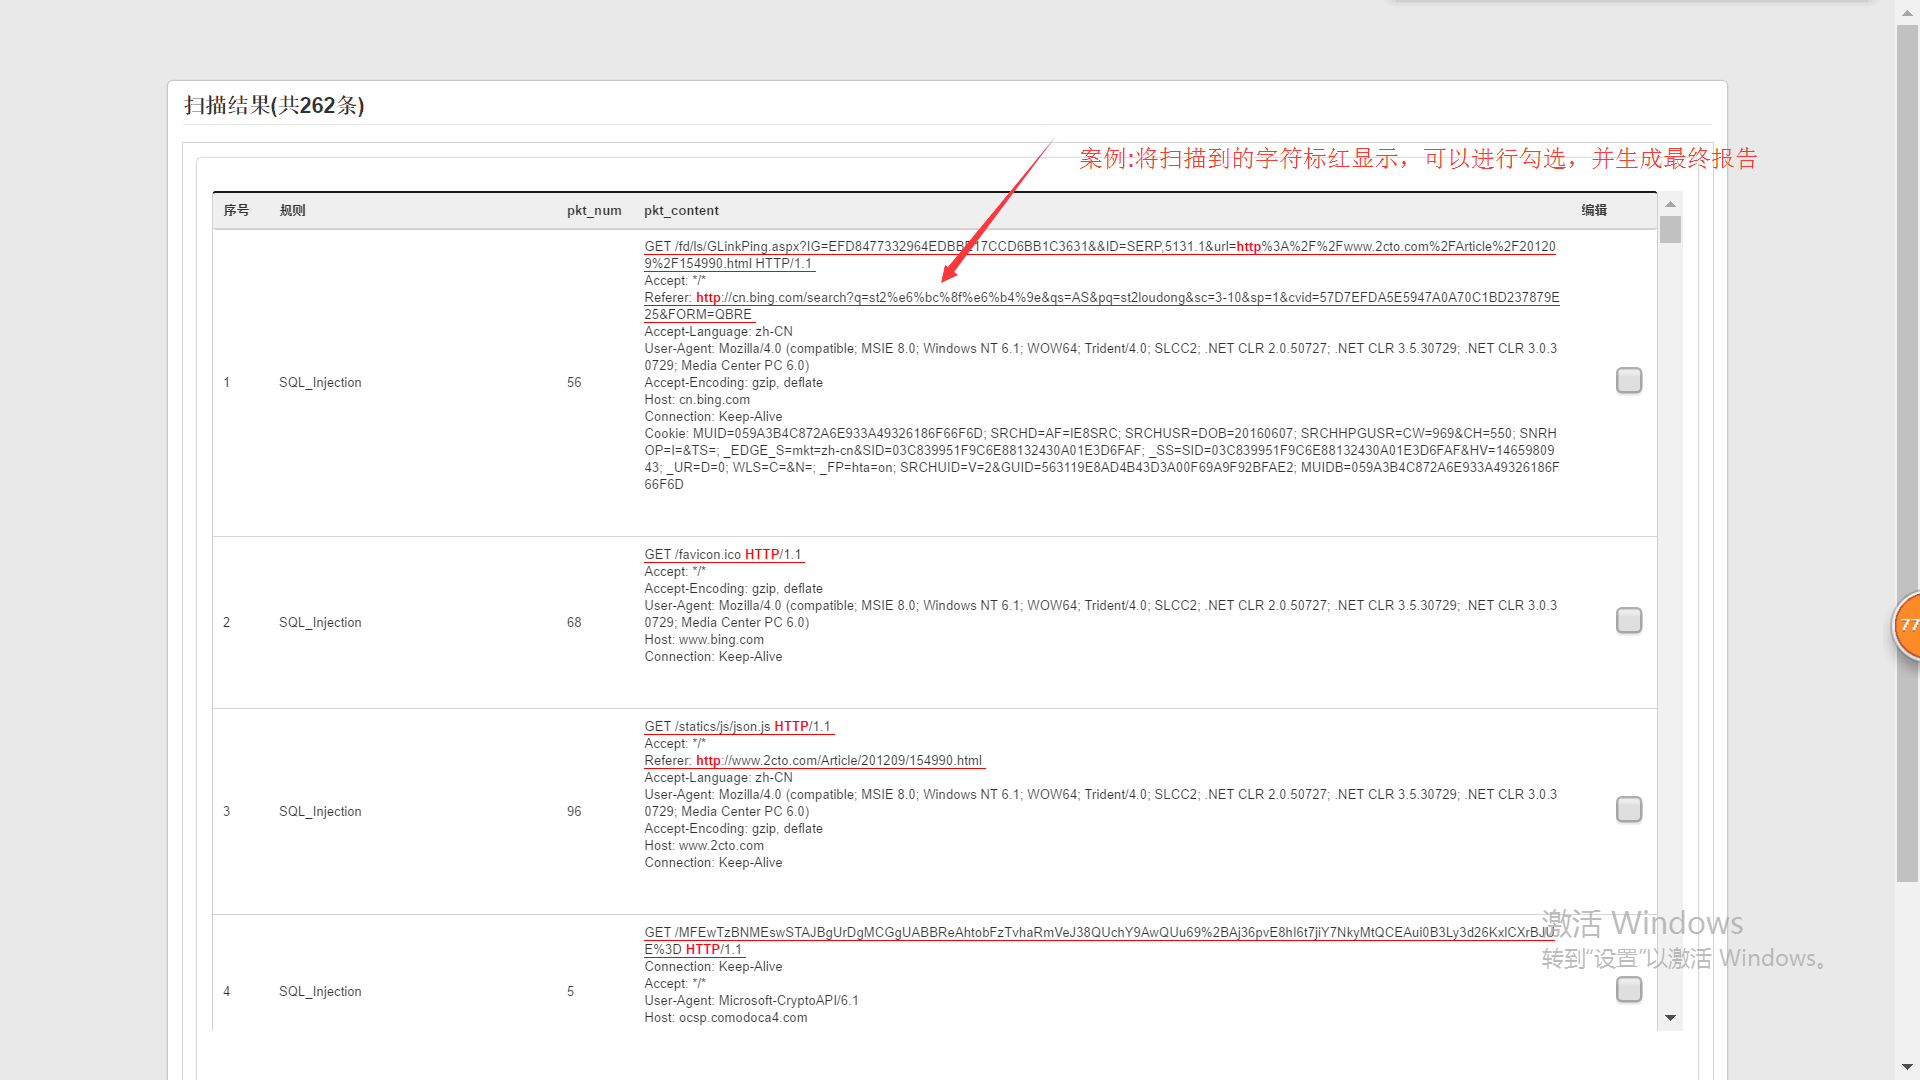 扫描结果(共262条)
案例:将扫描到的字符标红显示，可以进行勾选，并生成最终报告
序号 规则 pkt_num pkt_content 编辑
GET /fd/ls/GLinkPing.aspx?IG=EFD8477332964EDBBE17CCD6BB1C3631&&ID=SERP,5131.1&url=http%3A%2F%2Fwww.2cto.com%2FArticle%2F20120
9%2F154990.html HTTP/1.1
Accept: */*
Referer: http://cn.bing.com/search?q=st2%e6%bc%8f%e6%b4%9e&qs=AS&pq=st2loudong&sc=3-10&sp=1&cvid=57D7EFDA5E5947A0A70C1BD237879E
25&FORM=QBRE
Accept-Language: zh-CN
User-Agent: Mozilla/4.0 (compatible; MSIE 8.0; Windows NT 6.1; WOW64; Trident/4.0; SLCC2; .NET CLR 2.0.50727; .NET CLR 3.5.30729; .NET CLR 3.0.3
0729; Media Center PC 6.0)
1 SQL_Injection 56 Accept-Encoding: gzip, deflate
Host: cn.bing.com
Connection: Keep-Alive
Cookie: MUID=059A3B4C872A6E933A49326186F66F6D; SRCHD=AF=IE8SRC; SRCHUSR=DOB=20160607; SRCHHPGUSR=CW=969&CH=550; SNRH
OP=I=&TS=; _EDGE_S=mkt=zh-cn&SID=03C839951F9C6E88132430A01E3D6FAF; _SS=SID=03C839951F9C6E88132430A01E3D6FAF&HV=14659809
43; _UR=D=0; WLS=C=&N=; _FP=hta=on; SRCHUID=V=2&GUID=563119E8AD4B43D3A00F69A9F92BFAE2; MUIDB=059A3B4C872A6E933A49326186F
66F6D
GET /favicon.ico HTTP/1.1
Accept: */*
Accept-Encoding: gzip, deflate
User-Agent: Mozilla/4.0 (compatible; MSIE 8.0; Windows NT 6.1; WOW64; Trident/4.0; SLCC2; .NET CLR 2.0.50727; .NET CLR 3.5.30729; .NET CLR 3.0.3
2 SQL_Injection 68 0729; Media Center PC 6.0)
Host: www.bing.com
Connection: Keep-Alive
77
GET /statics/js/json.js HTTP/1.1
Accept: */*
Referer: http://www.2cto.com/Article/201209/154990.html
Accept-Language: zh-CN
User-Agent: Mozilla/4.0 (compatible; MSIE 8.0; Windows NT 6.1; WOW64; Trident/4.0; SLCC2; .NET CLR 2.0.50727; .NET CLR 3.5.30729; .NET CLR 3.0.3
3 SQL_Injection 96 0729; Media Center PC 6.0)
Accept-Encoding: gzip, deflate
Host: www.2cto.com
Connection: Keep-Alive
GET /MFEwTzBNMEswSTAJBgUrDgMCGgUABBReAhtobFzTvhaRmVeJ38QUchY9AwQUu69%2BAj36pvE8hI6t7jiY7NkyMtQCEAui0B3Ly3d26KxlCXrBJU
E%3D HTTP/1.1
Connection: Keep-Alive
Accept: */*
4 SQL_Injection 5 User-Agent: Microsoft-CryptoAPI/6.1
Host: ocsp.comodoca4.com
激活 Windows
转到“设置”以激活 Windows。